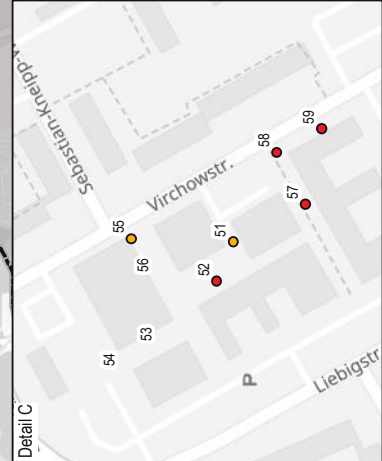 Detail C
Sebastian-Kneipp-
Virchowstr.
55
56
54
53
52
51
58
59
57
P
Liebigstr